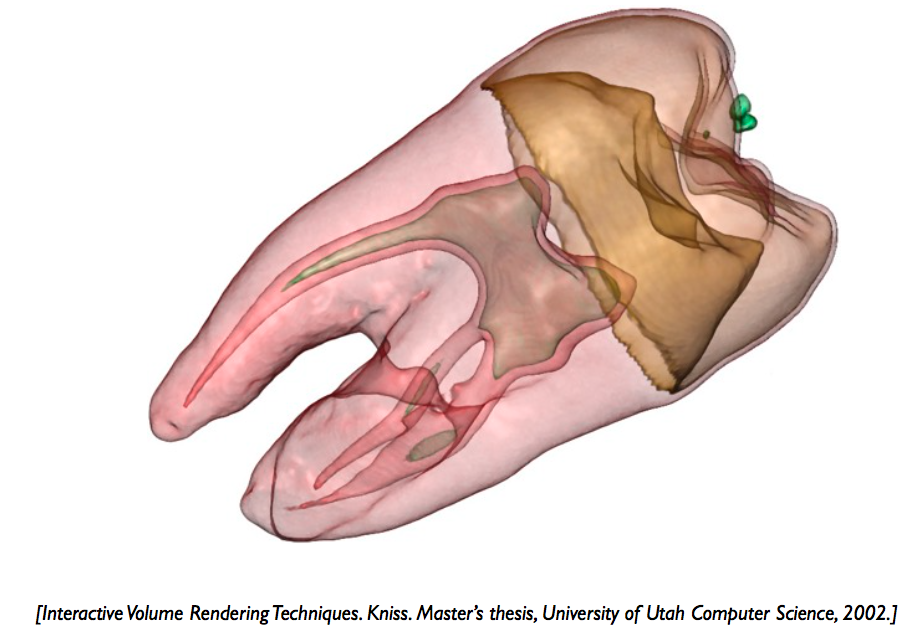 [Interactive Volume Rendering Techniques. Kniss. Master's thesis, University of Utah Computer Science, 2002.]